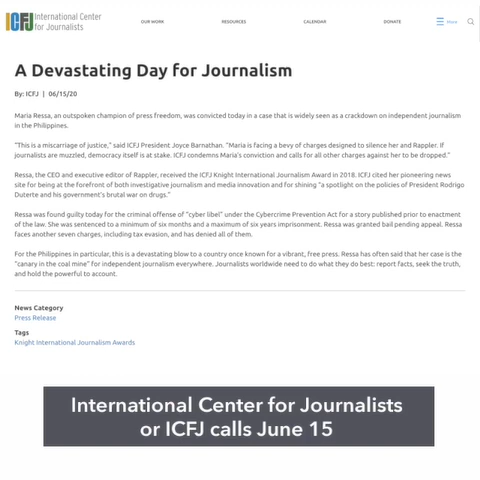 ICFJ International Center
for Journalists
OUR WORK RESOURCES CALENDAR DONATE More
A Devastating Day for Journalism
By: ICFJ | 06/15/20
Maria Ressa, an outspoken champion of press freedom, was convicted today in a case that is widely seen as a crackdown on independent journalism
in the Philippines.
"This is a miscarriage of justice," said ICFJ President Joyce Barnathan. "Maria is facing a bevy of charges designed to silence her and Rappler. If
journalists are muzzled, democracy itself is at stake. ICFJ condemns Maria's conviction and calls for all other charges against her to be dropped."
Ressa, the CEO and executive editor of Rappler, received the ICFJ Knight International Journalism Award in 2018. ICFJ cited her pioneering news
site for being at the forefront of both investigative journalism and media innovation and for shining "a spotlight on the policies of President Rodrigo
Duterte and his government's brutal war on drugs."
Ressa was found guilty today for the criminal offense of "cyber libel" under the Cybercrime Prevention Act for a story published prior to enactment
of the law. She was sentenced to a minimum of six months and a maximum of six years imprisonment. Ressa was granted bail pending appeal. Ressa
faces another seven charges, including tax evasion, and has denied all of them.
For the Philippines in particular, this is a devastating blow to a country once known for a vibrant, free press. Ressa has often said that her case is the
"canary in the coal mine" for independent journalism everywhere. Journalists worldwide need to do what they do best: report facts, seek the truth,
and hold the powerful to account.
News Category
Press Release
Tags
Knight International Journalism Awards
International Center for Journalists
or ICFJ calls June 15